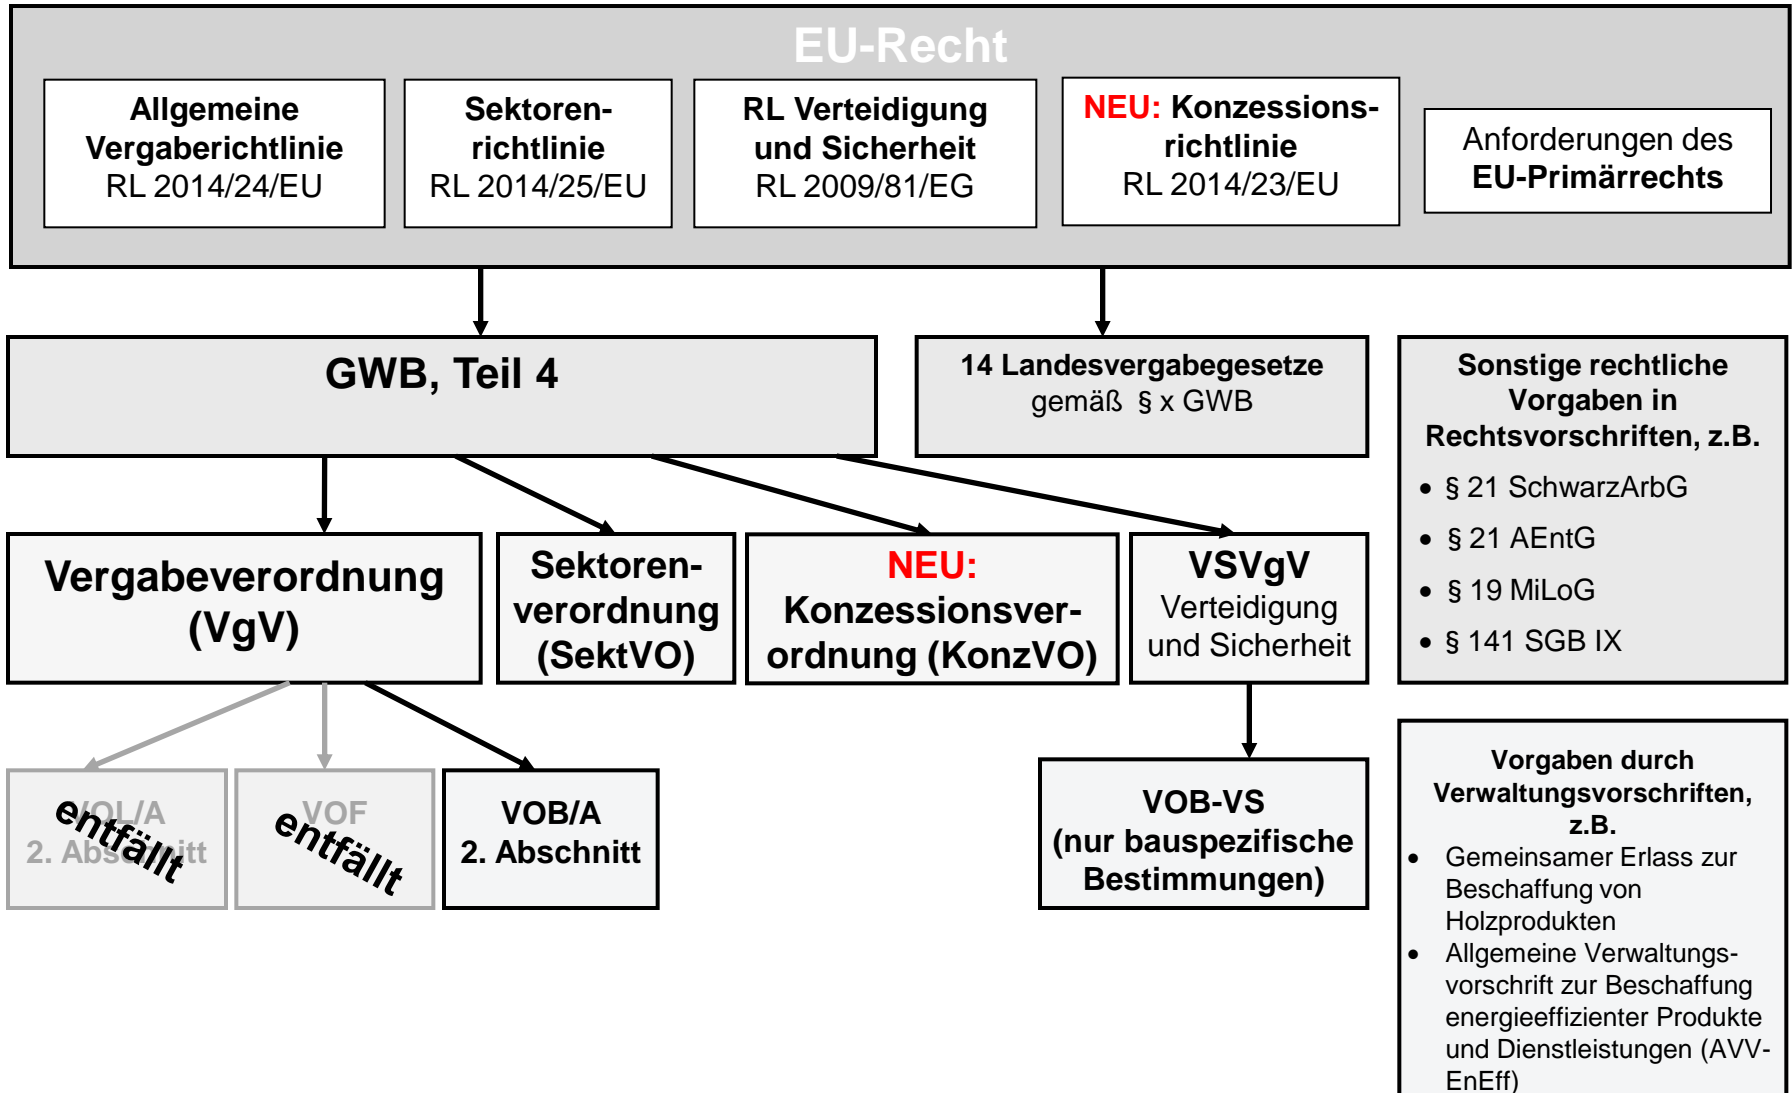 EU-Recht
Allgemeine
Vergaberichtlinie
RL 2014/24/EU
Sektoren-
richtlinie
RL 2014/25/EU
RL Verteidigung
und Sicherheit
RL 2009/81/EG
NEU: Konzessions-
richtlinie
RL 2014/23/EU
Anforderungen des
EU-Primärrechts
GWB, Teil 4
14 Landesvergabegesetze
gemäß § x GWB
Sonstige rechtliche
Vorgaben in
Rechtsvorschriften, z.B.
• § 21 SchwarzArbG
• § 21 AEntG
• § 19 MiLoG
• § 141 SGB IX
Vergabeverordnung
(VgV)
Sektoren-
verordnung
(SektVO)
NEU:
Konzessionsver-
ordnung (KonzVO)
VSVgV
Verteidigung
und Sicherheit
VOL/A
2. Abschnitt
entfällt
VOF
entfällt
VOB/A
2. Abschnitt
VOB-VS
(nur bauspezifische
Bestimmungen)
Vorgaben durch
Verwaltungsvorschriften,
z.B.
• Gemeinsamer Erlass zur
Beschaffung von
Holzprodukten
• Allgemeine Verwaltungs-
vorschrift zur Beschaffung
energieeffizienter Produkte
und Dienstleistungen (AVV-
EnEff)